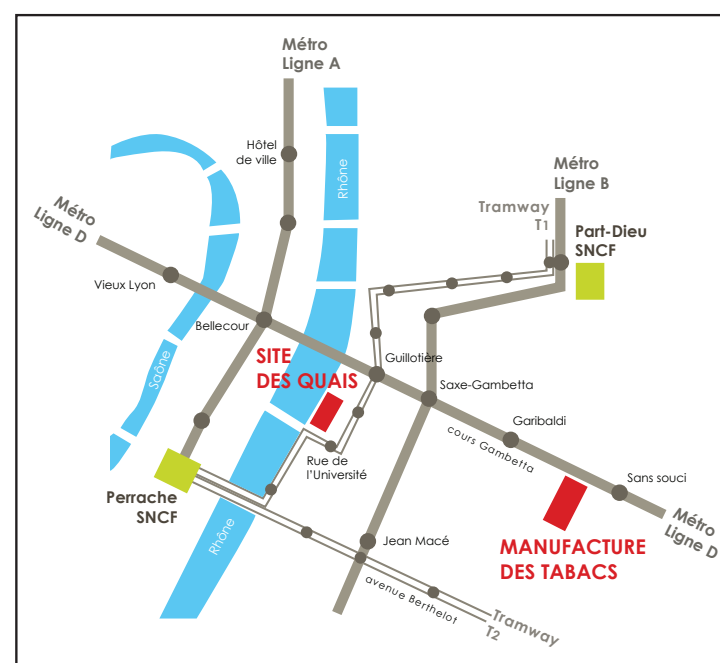 Métro
Ligne A
Hôtel
de ville
Rhône
Métro
Ligne B
Tramway
T1
Part-Dieu
SNCF
Métro
Ligne D
Vieux Lyon
Bellecour
Saône
SITE
DES QUAIS
Guillotière
Saxe-Gambetta
Garibaldi
cours Gambetta
Rue de
l'Université
Sans souci
Perrache
SNCF
Rhône
Métro
Ligne D
Jean Macé
MANUFACTURE
DES TABACS
avenue Berthelot
Tramway
T2